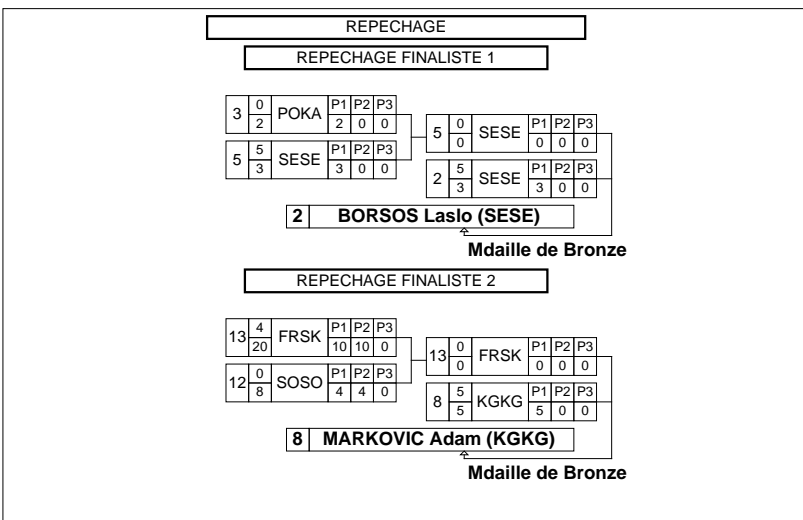 REPECHAGE
REPECHAGE FINALISTE 1
3 0 2 POKA P1 P2 P3 2 0 0
5 5 3 SESE P1 P2 P3 3 0 0
5 0 0 SESE P1 P2 P3 0 0 0
2 5 3 SESE P1 P2 P3 3 0 0
2 BORSOS Laslo (SESE)
Mdaille de Bronze
REPECHAGE FINALISTE 2
13 4 20 FRSK P1 P2 P3 10 10 0
12 0 8 SOSO P1 P2 P3 4 4 0
13 0 0 FRSK P1 P2 P3 0 0 0
8 5 5 KGKG P1 P2 P3 5 0 0
8 MARKOVIC Adam (KGKG)
Mdaille de Bronze